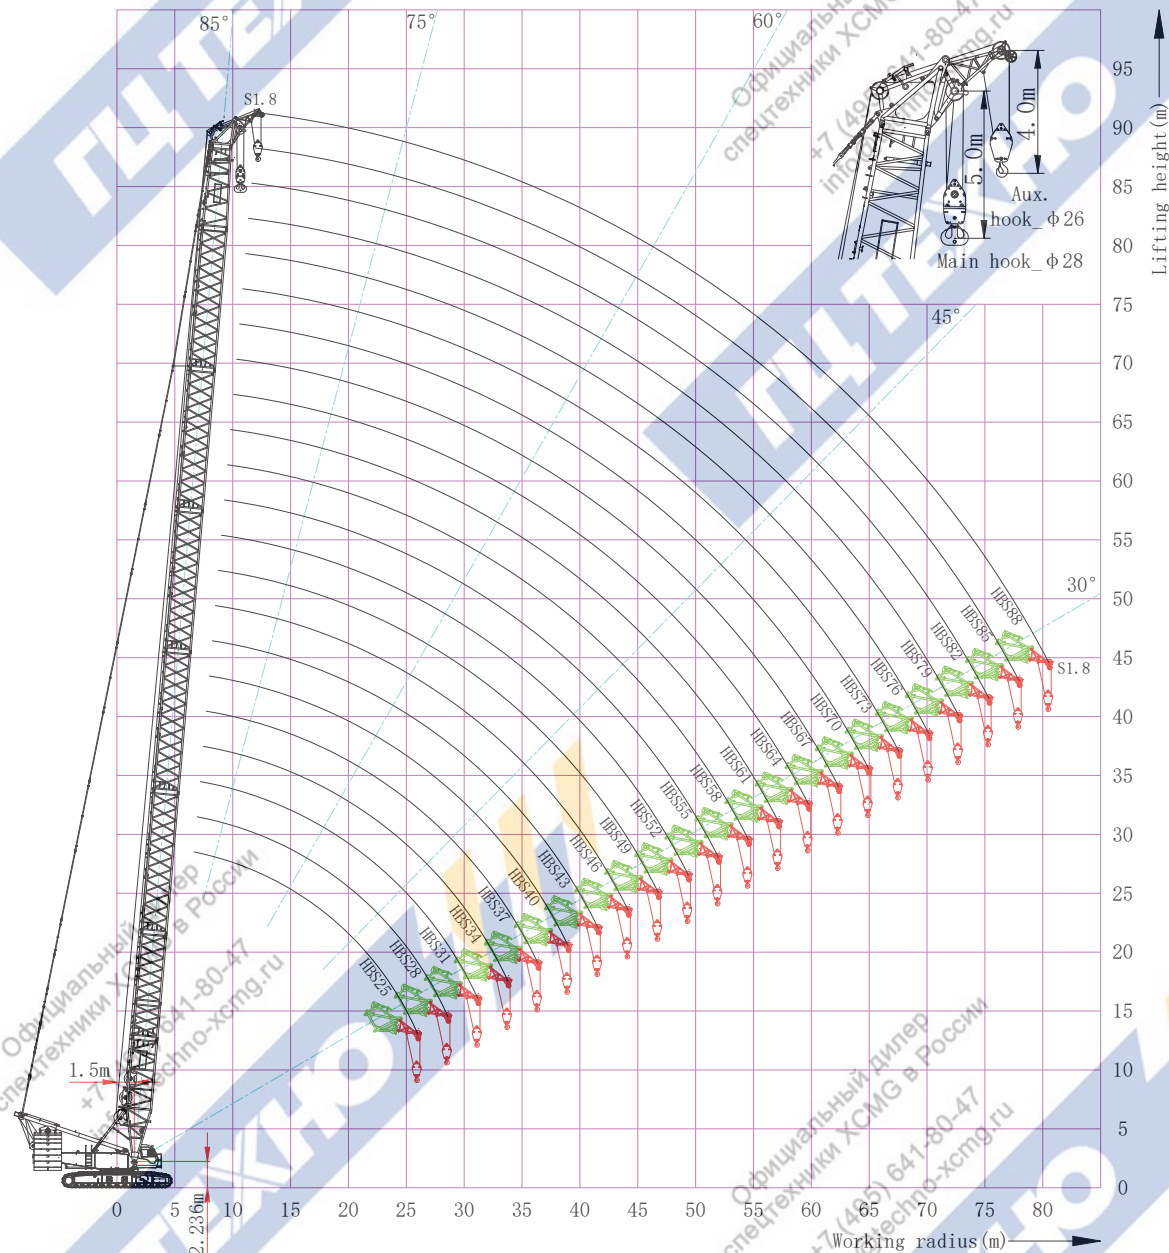 85°
75°
60°
45°
30°
S1.8
4.0m
5.0m
Aux.
hook_ϕ26
Main hook_ϕ28
Lifting height(m)
95
90
85
80
75
70
65
60
55
50
45
40
35
30
25
20
15
10
5
0
HBS88
HBS85
HBS82
HBS79
HBS76
HBS73
HBS70
HBS67
HBS64
HBS61
HBS58
HBS55
HBS52
HBS49
HBS46
HBS43
HBS40
HBS37
HBS34
HBS31
HBS28
HBS25
S1.8
1.5m
2.236m
0 5 10 15 20 25 30 35 40 45 50 55 60 65 70 75 80
Working radius(m)
ТЕХНО
Официальный дилер
спецтехники XCMG в России
+7 (495) 641-80-47